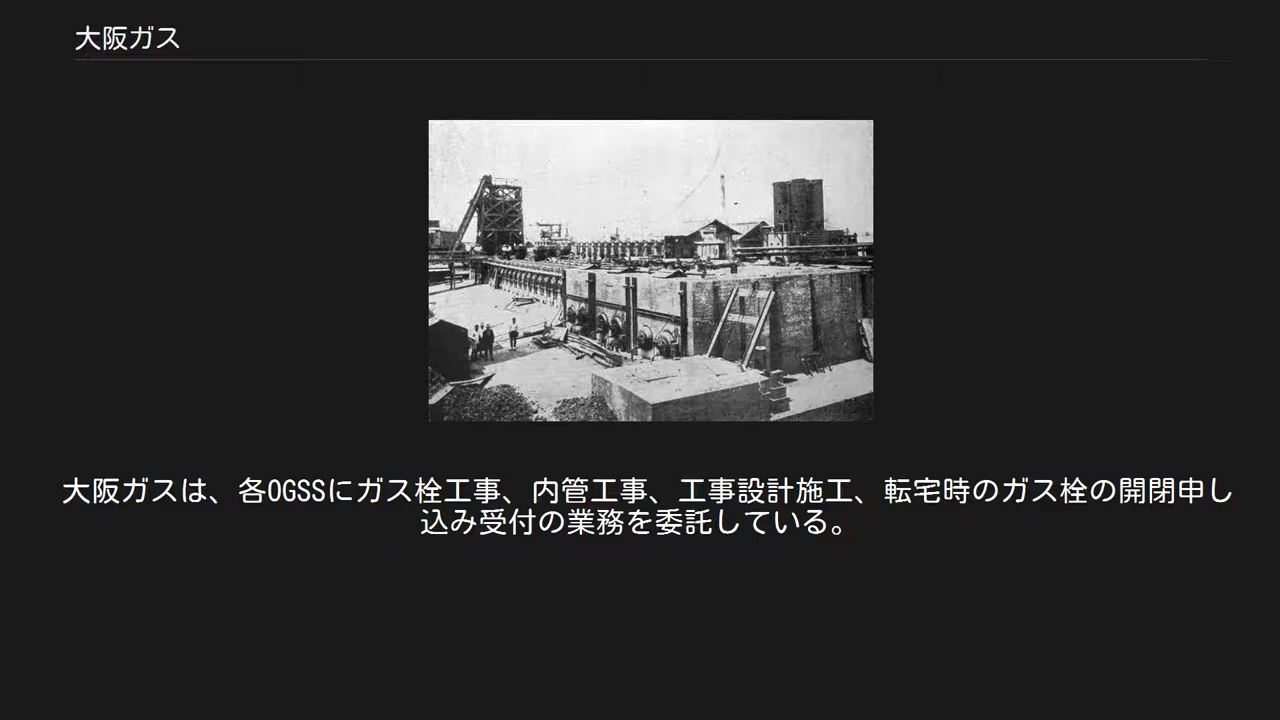 大阪ガス
大阪ガスは、各OGSSにガス栓工事、内管工事、工事設計施工、転宅時のガス栓の開閉申し
込み受付の業務を委託している。